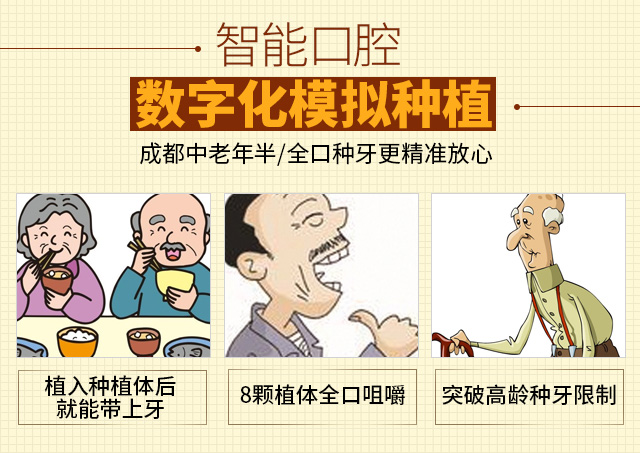 智能口腔
数字化模拟种植
成都中老年半/全口种牙更精准放心
植入种植体后
就能带上牙
8颗植体全口咀嚼
突破高龄种牙限制